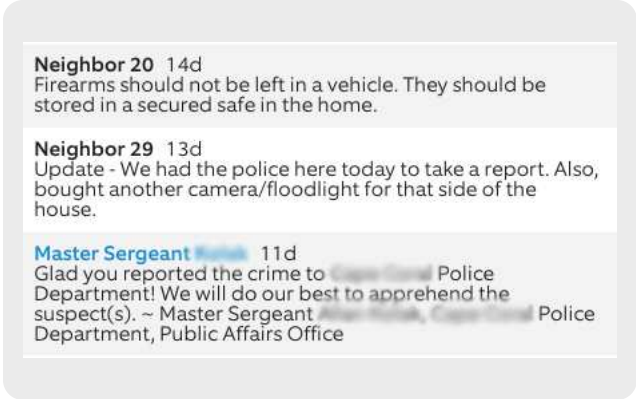 Neighbor 20 14d
Firearms should not be left in a vehicle. They should be
stored in a secured safe in the home.
Neighbor 29 13d
Update - We had the police here today to take a report. Also,
bought another camera/floodlight for that side of the
house.
Master Sergeant 11d
Glad you reported the crime to Police
Department! We will do our best to apprehend the
suspect(s). ~ Master Sergeant Police
Department, Public Affairs Office